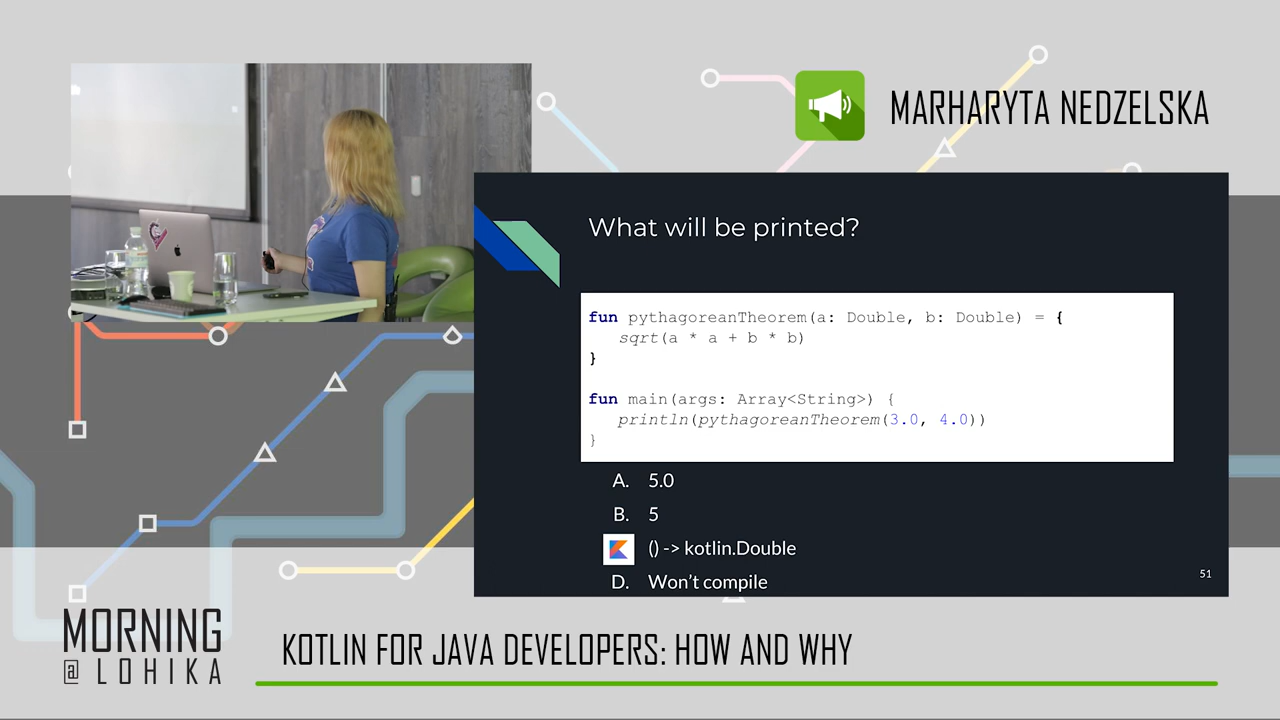 MARHARYTA NEDZELSKA
What will be printed?
fun pythagoreanTheorem(a: Double, b: Double) = {
sqrt(a * a + b * b)
}
fun main(args: Array<String>) {
println(pythagoreanTheorem(3.0, 4.0))
}
A. 5.0
B. 5
() -> kotlin.Double
D. Won't compile
51
MORNING
@ LOHIKA
KOTLIN FOR JAVA DEVELOPERS: HOW AND WHY